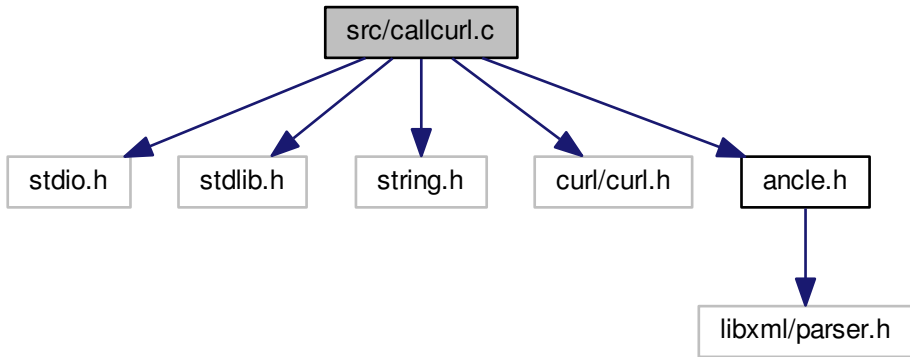 src/callcurl.c
stdio.h
stdlib.h
string.h
curl/curl.h
ancle.h
libxml/parser.h